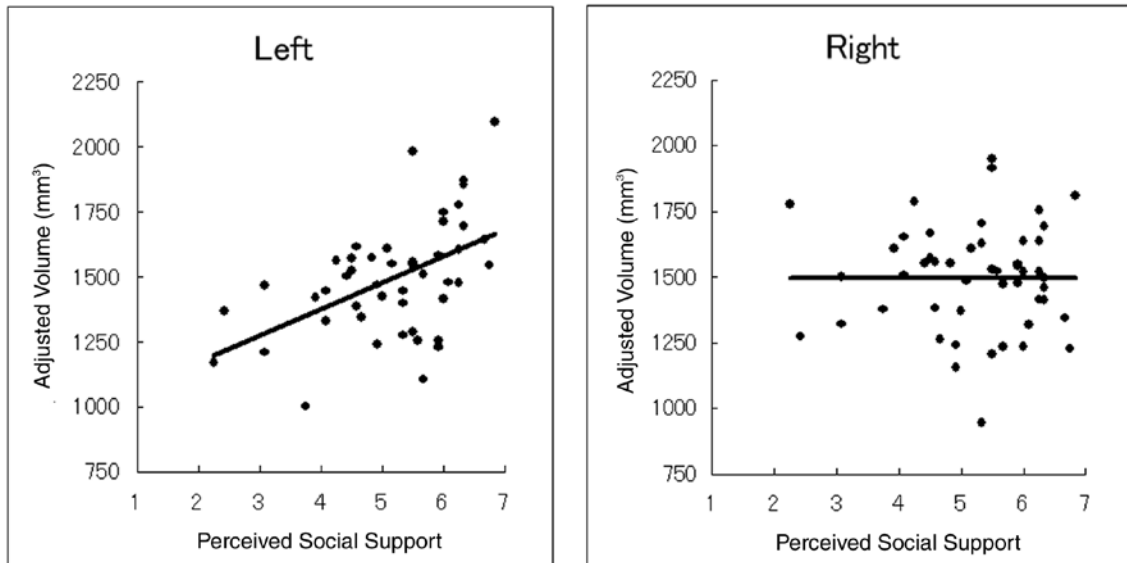 Left
2250
2000
1750
1500
1250
1000
750
1 2 3 4 5 6 7
Adjusted Volume (mm³)
Perceived Social Support
Right
2250
2000
1750
1500
1250
1000
750
1 2 3 4 5 6 7
Adjusted Volume (mm³)
Perceived Social Support